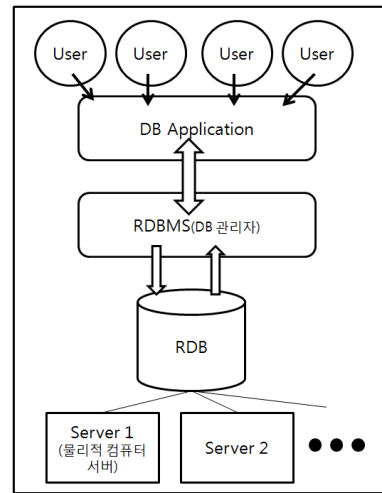 User User User User
DB Application
RDBMS(DB 관리자)
RDB
Server 1
(물리적 컴퓨터
서버)
Server 2